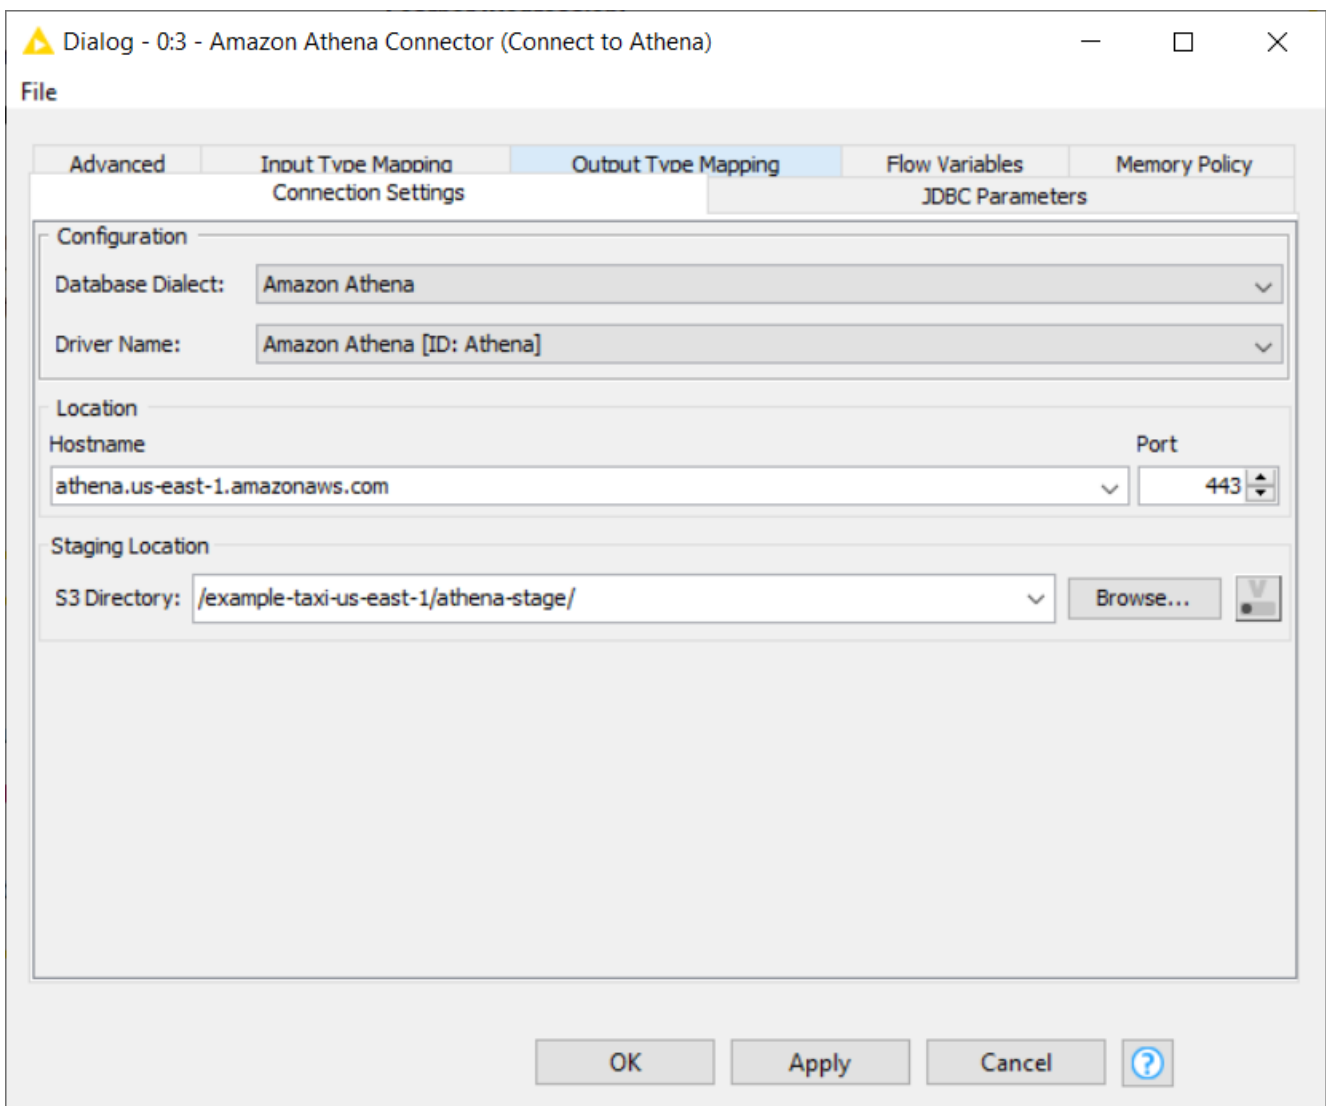 Dialog - 0:3 - Amazon Athena Connector (Connect to Athena)
File
Advanced Input Type Mapping Output Type Mapping Flow Variables Memory Policy
Connection Settings JDBC Parameters
Configuration
Database Dialect: Amazon Athena
Driver Name: Amazon Athena [ID: Athena]
Location
Hostname Port
athena.us-east-1.amazonaws.com 443
Staging Location
S3 Directory: /example-taxi-us-east-1/athena-stage/ Browse... V
OK Apply Cancel ?